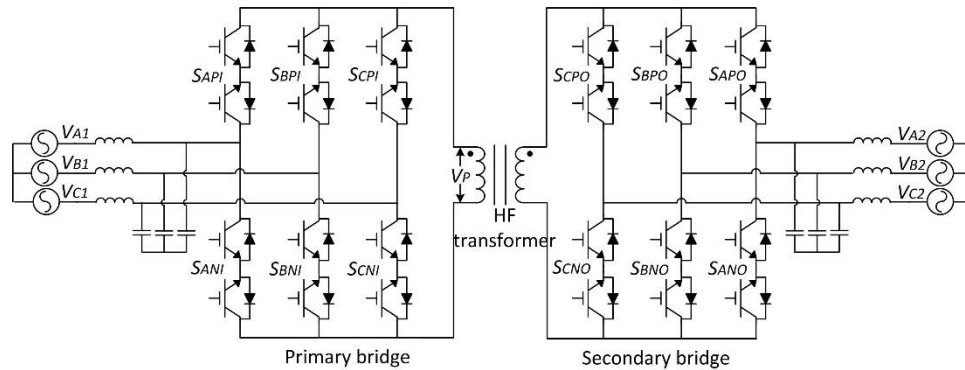 SAPI SBPI SCPI SCPO SBPO SAPO
VA1 VA2
VB1 VP VB2
VC1 VC2
HF
transformer
SANI SBNI SCNI SCNO SBNO SANO
Primary bridge Secondary bridge